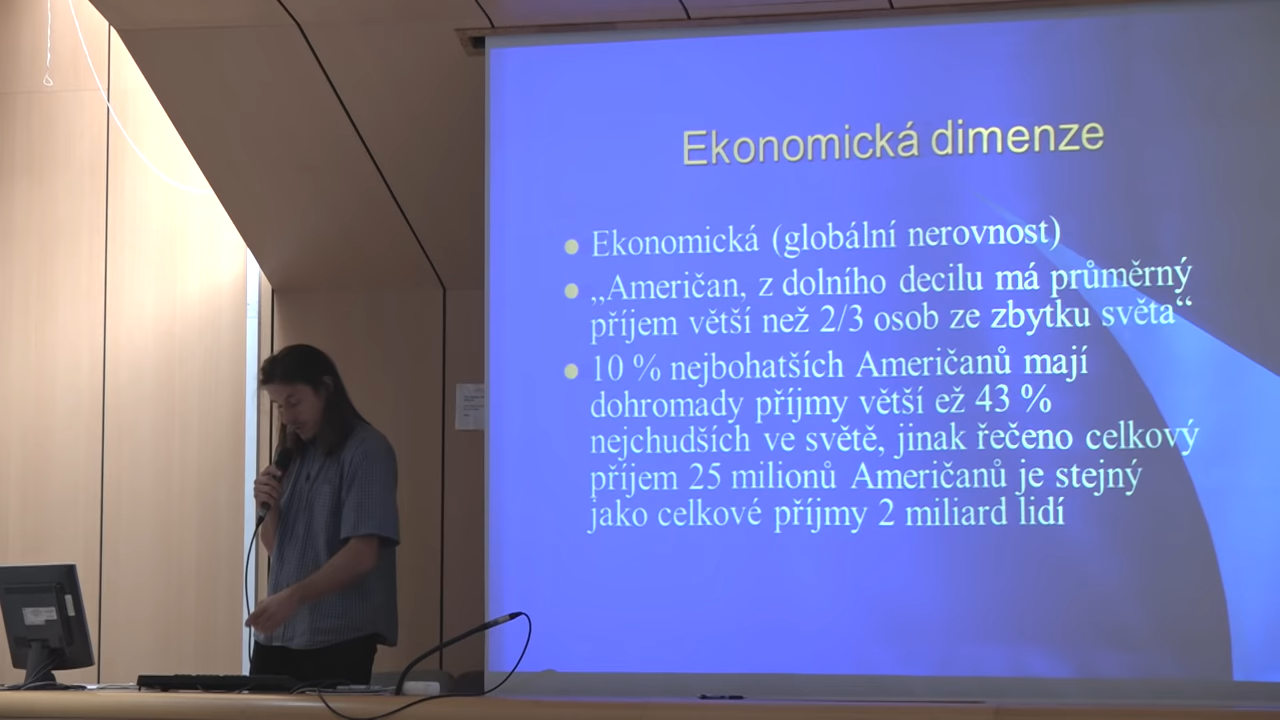 Ekonomická dimenze
Ekonomická (globální nerovnost)
„Američan, z dolního decilu má průměrný
příjem větší než 2/3 osob ze zbytku světa“
10 % nejbohatších Američanů mají
dohromady příjmy větší ež 43 %
nejchudších ve světě, jinak řečeno celkový
příjem 25 milionů Američanů je stejný
jako celkové příjmy 2 miliard lidí